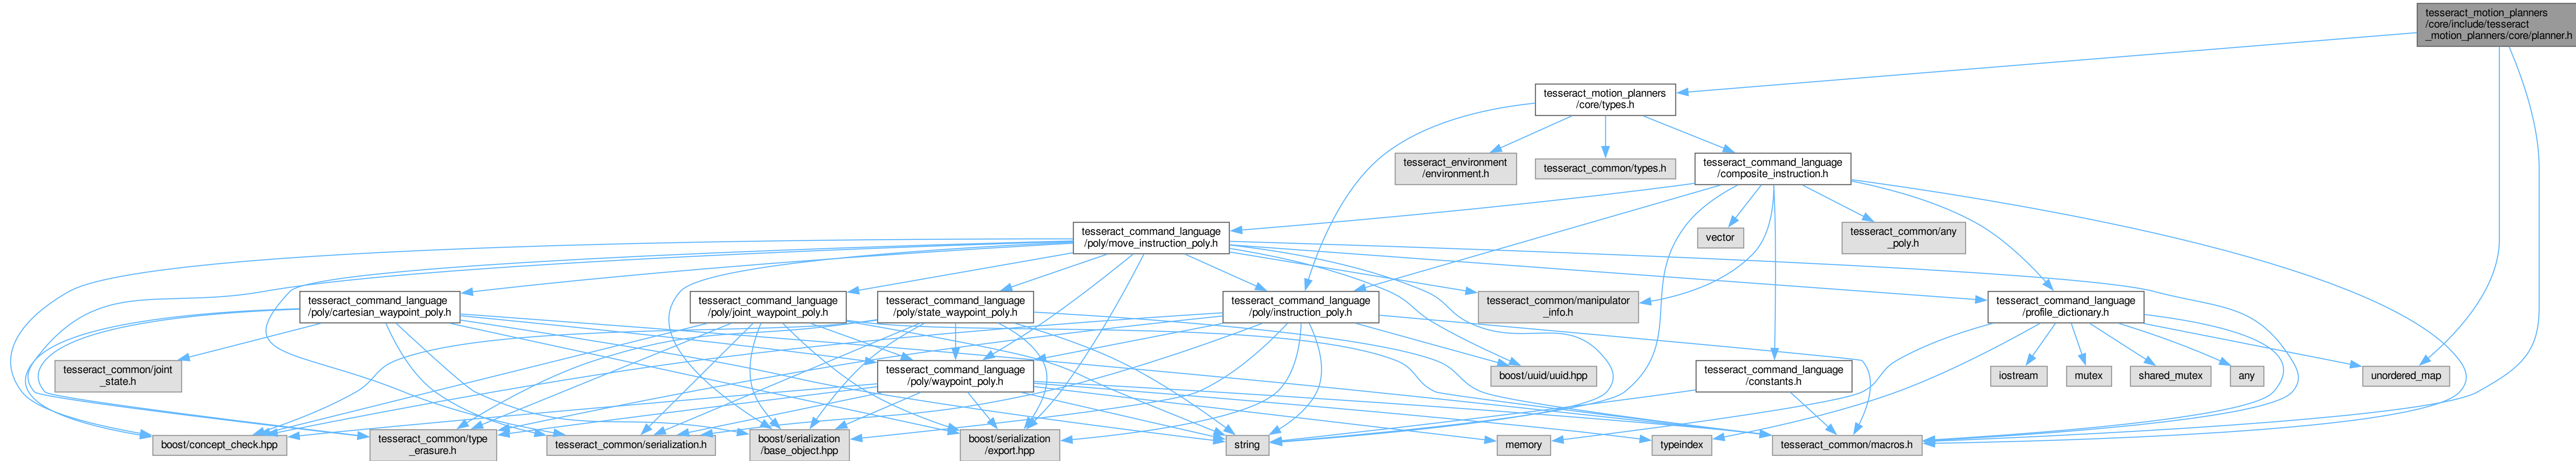 tesseract_motion_planners
/core/include/tesseract
_motion_planners/core/planner.h
tesseract_motion_planners
/core/types.h
tesseract_environment
/environment.h
tesseract_common/types.h
tesseract_command_language
/composite_instruction.h
tesseract_command_language
/poly/move_instruction_poly.h
vector
tesseract_common/any
_poly.h
tesseract_command_language
/poly/cartesian_waypoint_poly.h
tesseract_command_language
/poly/joint_waypoint_poly.h
tesseract_command_language
/poly/state_waypoint_poly.h
tesseract_command_language
/poly/instruction_poly.h
tesseract_common/manipulator
_info.h
tesseract_command_language
/profile_dictionary.h
tesseract_common/joint
_state.h
tesseract_command_language
/poly/waypoint_poly.h
boost/uuid/uuid.hpp
tesseract_command_language
/constants.h
iostream
mutex
shared_mutex
any
unordered_map
boost/concept_check.hpp
tesseract_common/type
_erasure.h
tesseract_common/serialization.h
boost/serialization
/base_object.hpp
boost/serialization
/export.hpp
string
memory
typeindex
tesseract_common/macros.h